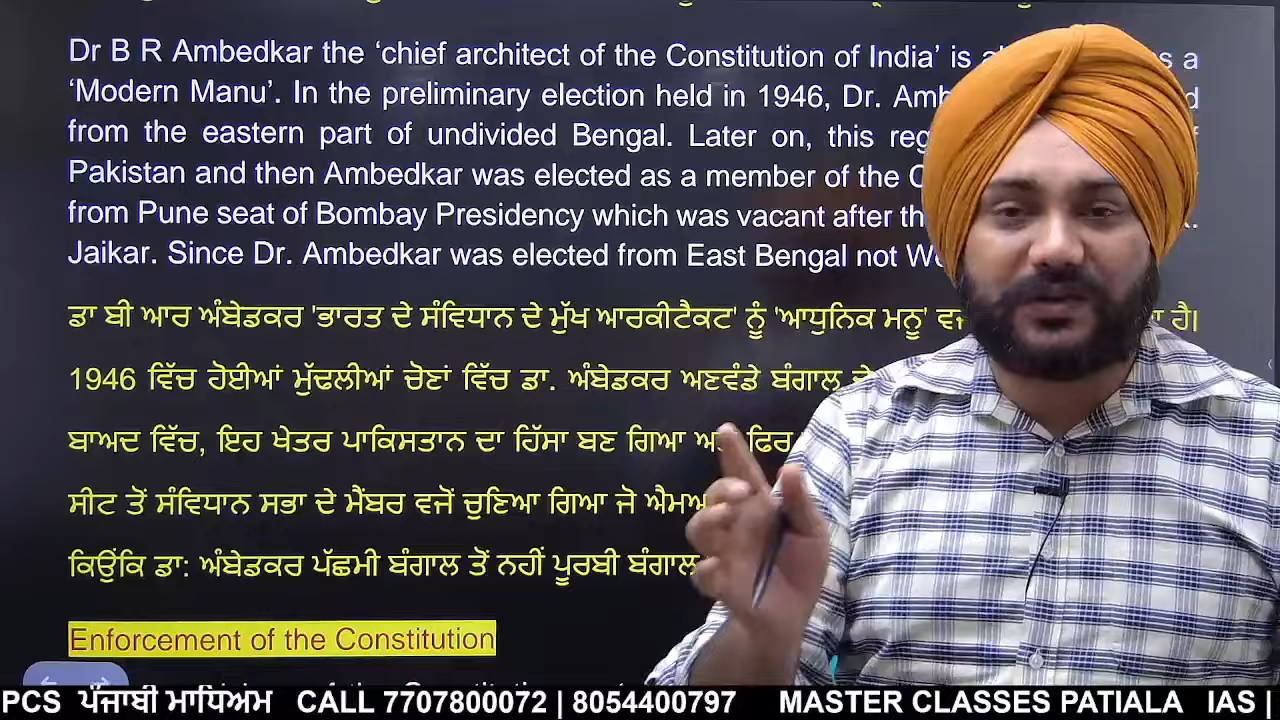 Dr B R Ambedkar the ‘chief architect of the Constitution of India’ is a
‘Modern Manu’. In the preliminary election held in 1946, Dr.
from the eastern part of undivided Bengal. Later on, this
Pakistan and then Ambedkar was elected as a member of the
from Pune seat of Bombay Presidency which was vacant after
Jaikar. Since Dr. Ambedkar was elected from East Bengal not
ਡਾ ਬੀ ਆਰ ਅੰਬੇਡਕਰ 'ਭਾਰਤ ਦੇ ਸੰਵਿਧਾਨ ਦੇ ਮੁੱਖ ਆਰਕੀਟੈਕਟ' ਨੂੰ 'ਆਧੁਨਿਕ ਮਨੂ' ਹੈ।
1946 ਵਿੱਚ ਹੋਈਆਂ ਮੁੱਢਲੀਆਂ ਚੋਣਾਂ ਵਿੱਚ ਡਾ. ਅੰਬੇਡਕਰ ਅਣਵੰਡੇ ਬੰਗਾਲ ਦੇ
ਬਾਅਦ ਵਿੱਚ, ਇਹ ਖੇਤਰ ਪਾਕਿਸਤਾਨ ਦਾ ਹਿੱਸਾ ਬਣ ਗਿਆ ਫਿਰ
ਸੀਟ ਤੋਂ ਸੰਵਿਧਾਨ ਸਭਾ ਦੇ ਮੈਂਬਰ ਵਜੋਂ ਚੁਣਿਆ ਗਿਆ ਜੋ
ਕਿਉਂਕਿ ਡਾ: ਅੰਬੇਡਕਰ ਪੱਛਮੀ ਬੰਗਾਲ ਤੋਂ ਨਹੀਂ ਪੂਰਬੀ ਬੰਗਾਲ
Enforcement of the Constitution
PCS ਪੰਜਾਬੀ ਮਾਧਿਅਮ CALL 7707800072 | 8054400797 MASTER CLASSES PATIALA IAS |